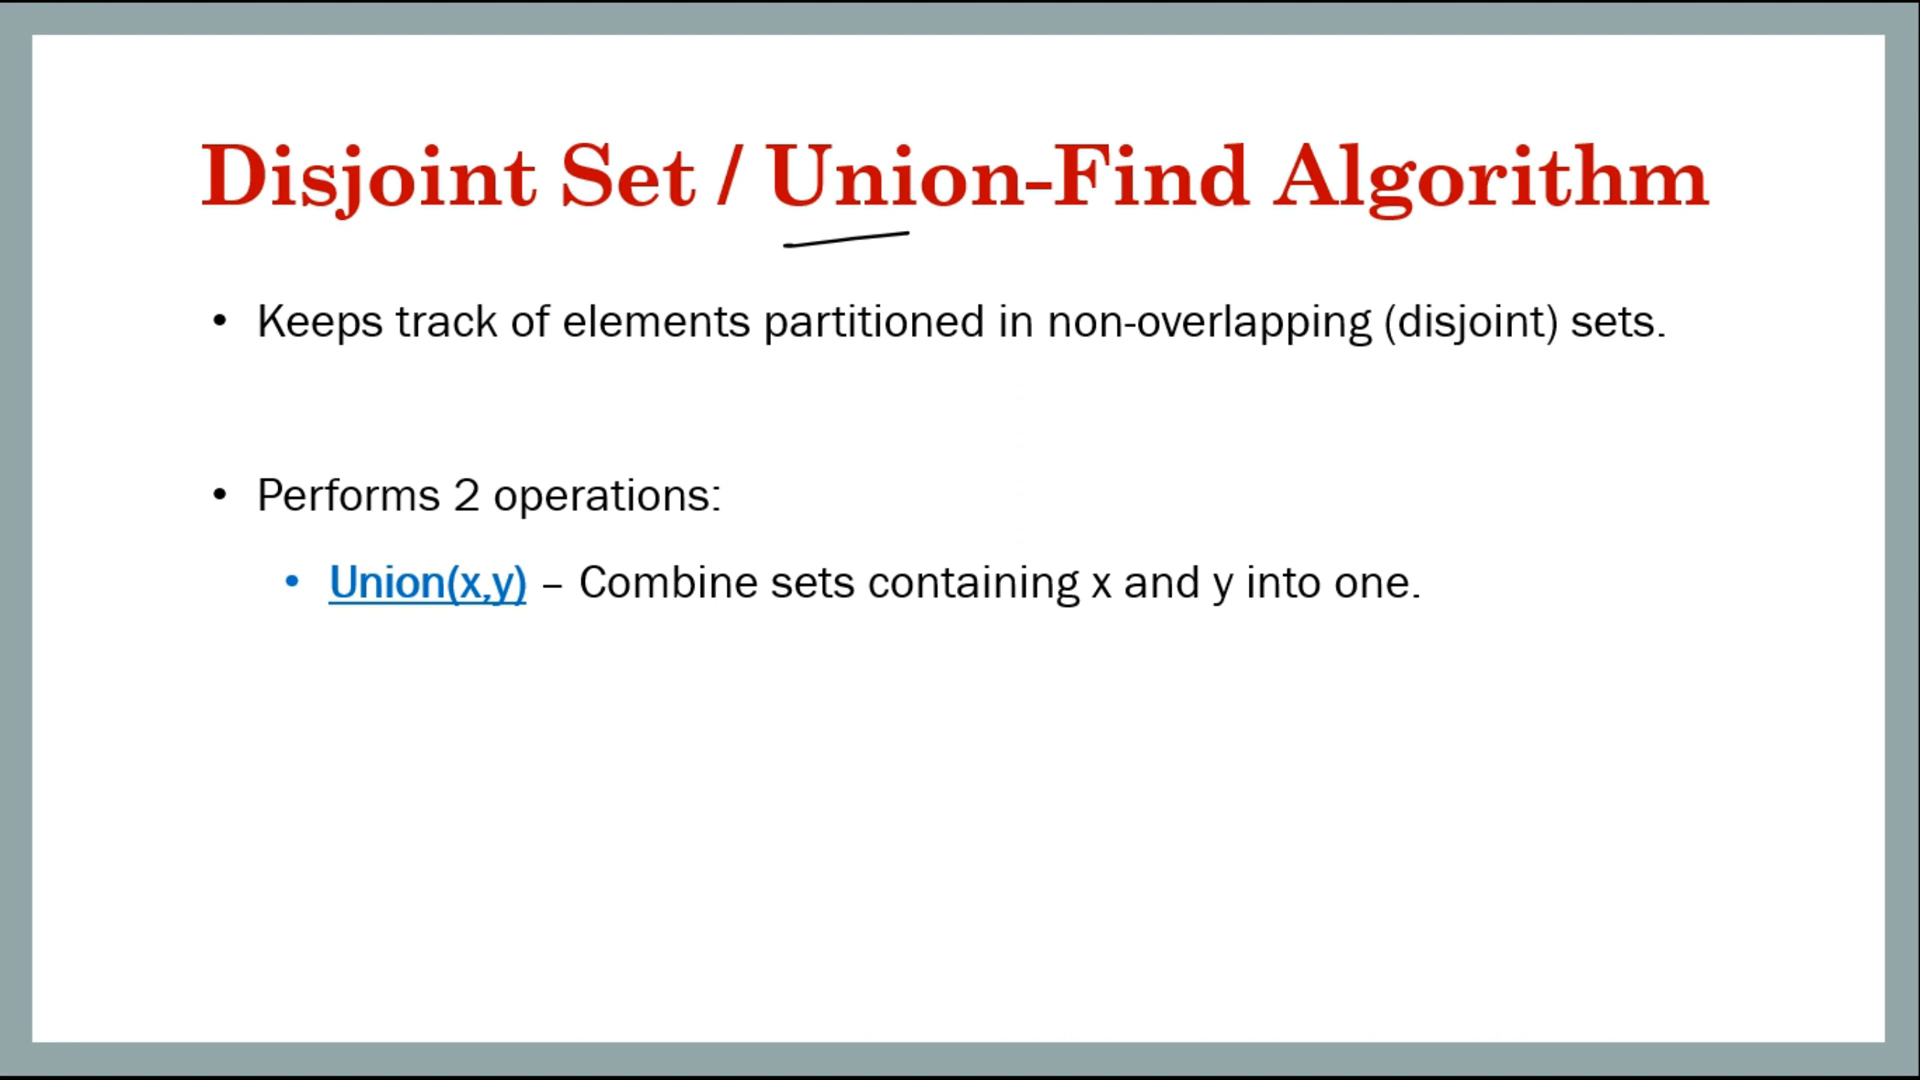 Disjoint Set / Union-Find Algorithm
• Keeps track of elements partitioned in non-overlapping (disjoint) sets.
• Performs 2 operations:
• Union(x,y) – Combine sets containing x and y into one.